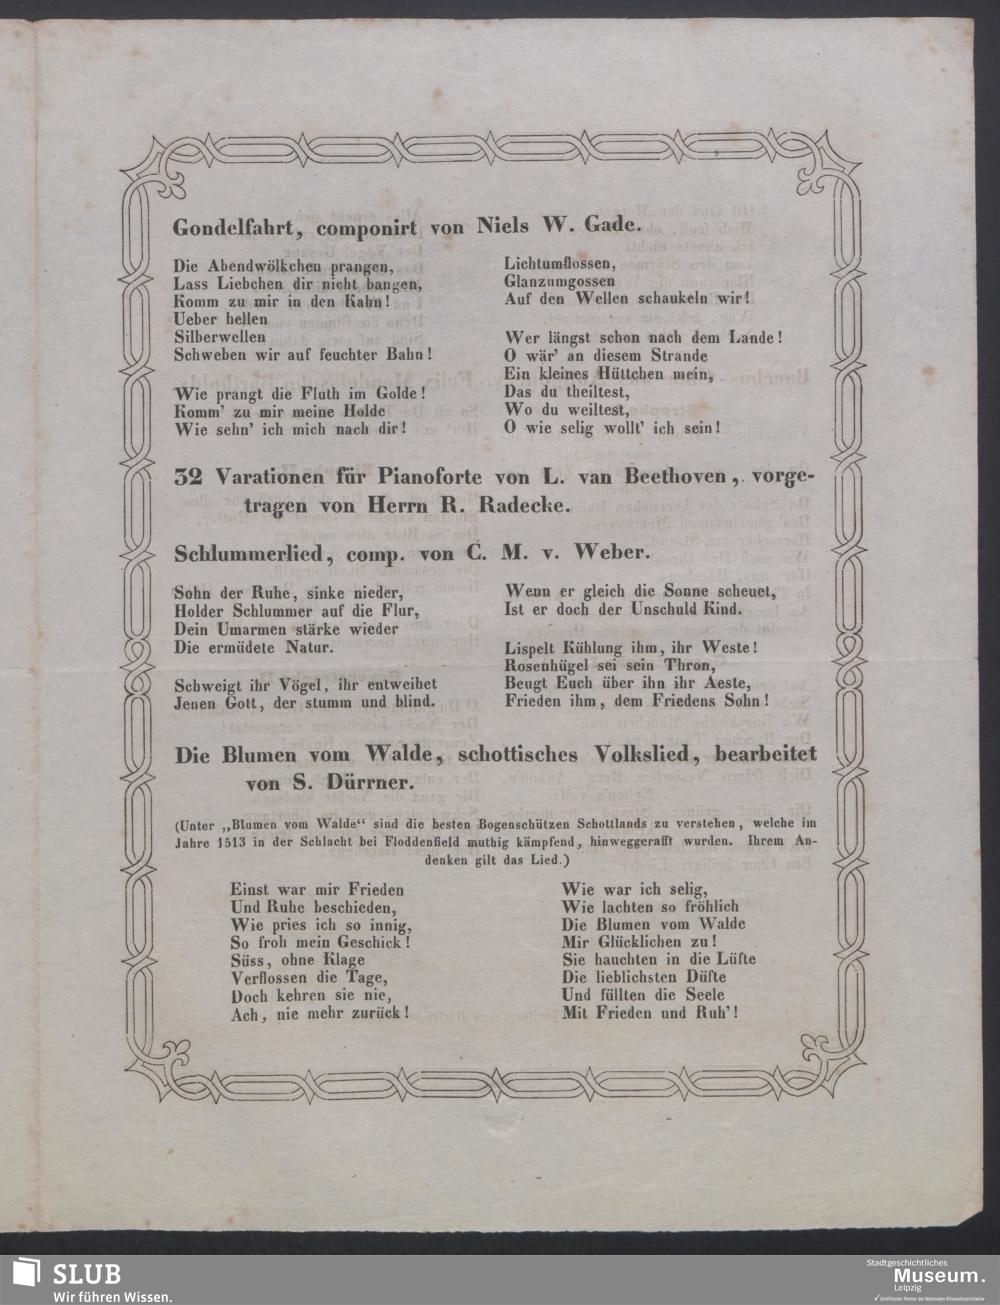 Gondelfahrt, componirt von Niels W. Gade.
Die Abendwölkchen prangen,
Lass Liebchen dir nicht bangen,
Komm zu mir in den Kahn!
Ueber hellen
Silberwellen
Schweben wir auf feuchter Bahn!
Wie prangt die Fluth im Golde!
Komm' zu mir meine Holde
Wie sehn' ich mich nach dir!
Lichtumflossen,
Glanzumgossen
Auf den Wellen schaukeln wir!
Wer längst schon nach dem Lande!
O wär' an diesem Strande
Ein kleines Hüttchen mein,
Das du theiltest,
Wo du weiltest,
O wie selig wollt' ich sein!
32 Varationen für Pianoforte von L. van Beethoven, vorge-
tragen von Herrn R. Radecke.
Schlummerlied, comp. von C. M. v. Weber.
Sohn der Ruhe, sinke nieder,
Holder Schlummer auf die Flur,
Dein Umarmen stärke wieder
Die ermüdete Natur.
Schweigt ihr Vögel, ihr entweihet
Jenen Gott, der stumm und blind.
Wenn er gleich die Sonne scheuet,
Ist er doch der Unschuld Kind.
Lispelt Kühlung ihm, ihr Weste!
Rosenhügel sei sein Thron,
Beugt Euch über ihn ihr Aeste,
Frieden ihm, dem Friedens Sohn!
Die Blumen vom Walde, schottisches Volkslied, bearbeitet
von S. Dürrner.
(Unter „Blumen vom Walde“ sind die besten Bogenschützen Schottlands zu verstehen, welche im
Jahre 1513 in der Schlacht bei Floddenfield muthig kämpfend, hinweggerafft wurden. Ihrem An-
denken gilt das Lied.)
Einst war mir Frieden
Und Ruhe beschieden,
Wie pries ich so innig,
So froh mein Geschick!
Süss, ohne Klage
Verflossen die Tage,
Doch kehren sie nie,
Ach, nie mehr zurück!
Wie war ich selig,
Wie lachten so fröhlich
Die Blumen vom Walde
Mir Glücklichen zu!
Sie hauchten in die Lüfte
Die lieblichsten Düfte
Und füllten die Seele
Mit Frieden und Ruh'!
SLUB
Wir führen Wissen.
Stadtgeschichtliches
Museum.
Leipzig
Zertifizierter Partner der Nationalen Klimaschutzinitiative